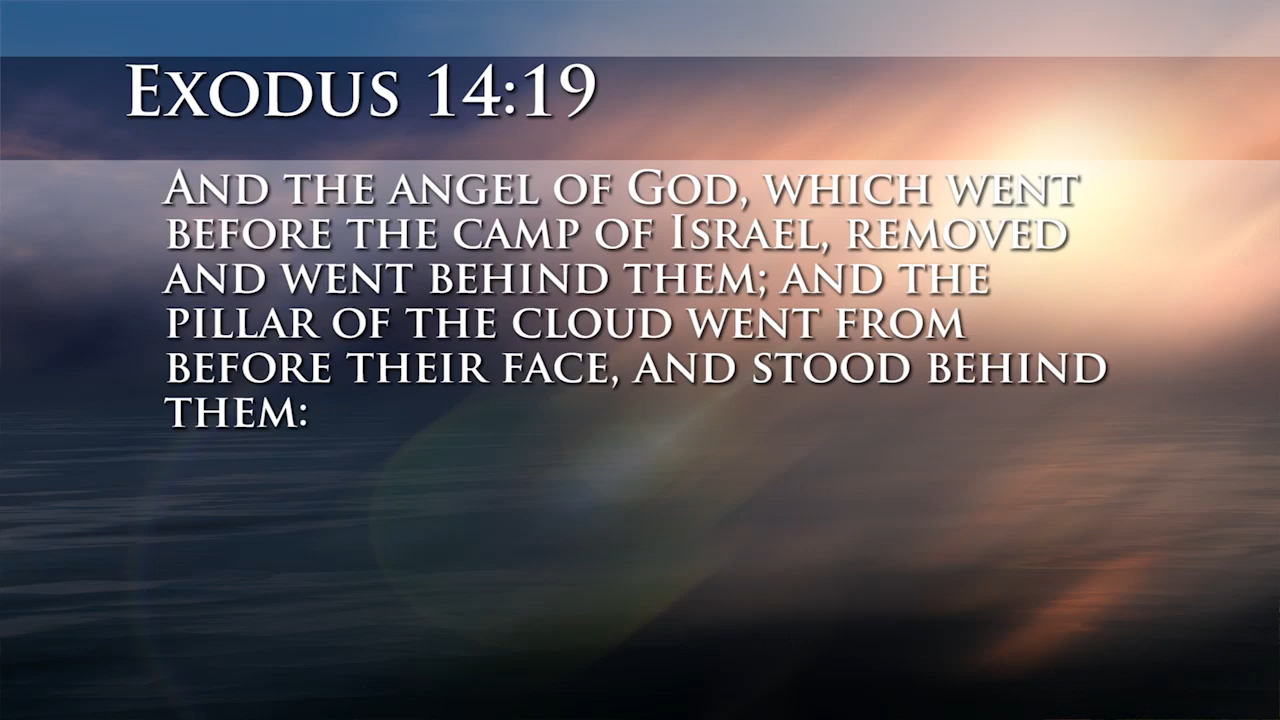 Exodus 14:19
And the angel of God, which went
before the camp of Israel, removed
and went behind them; and the
pillar of the cloud went from
before their face, and stood behind
them: